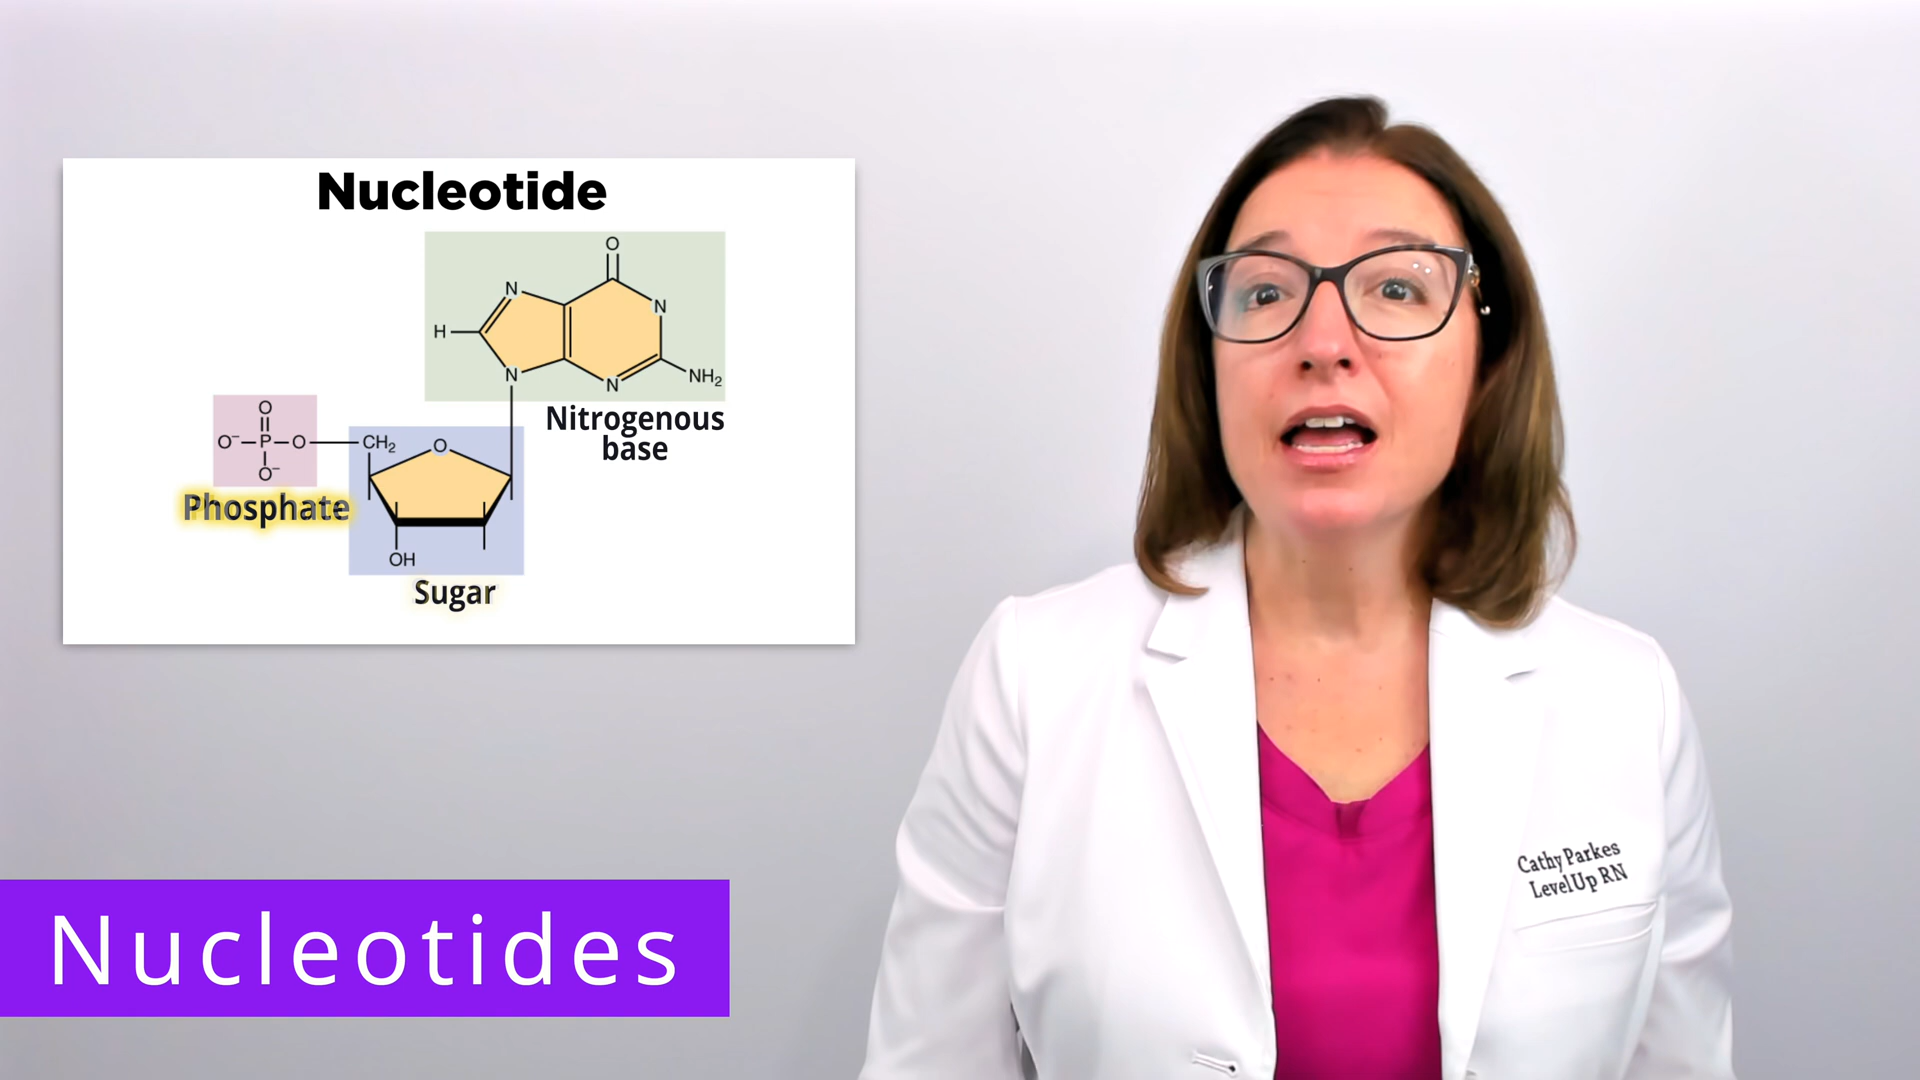 Nucleotide
O
N
N
H
N
N
NH2
Nitrogenous
base
O
O⁻ P O
O⁻
Phosphate
CH2
O
OH
Sugar
Cathy Parkes
LevelUp RN
Nucleotides